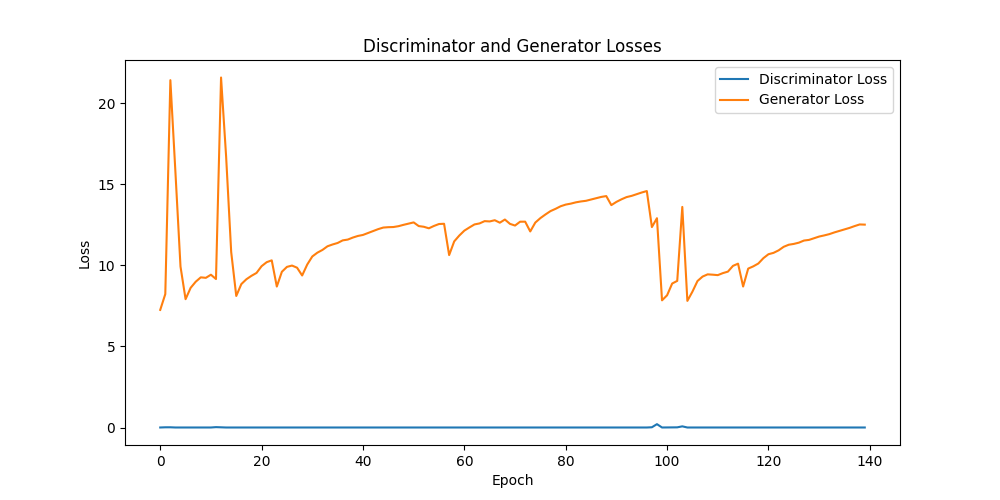 Discriminator and Generator Losses
Discriminator Loss
Generator Loss
20
15
10
5
0
Loss
0 20 40 60 80 100 120 140
Epoch